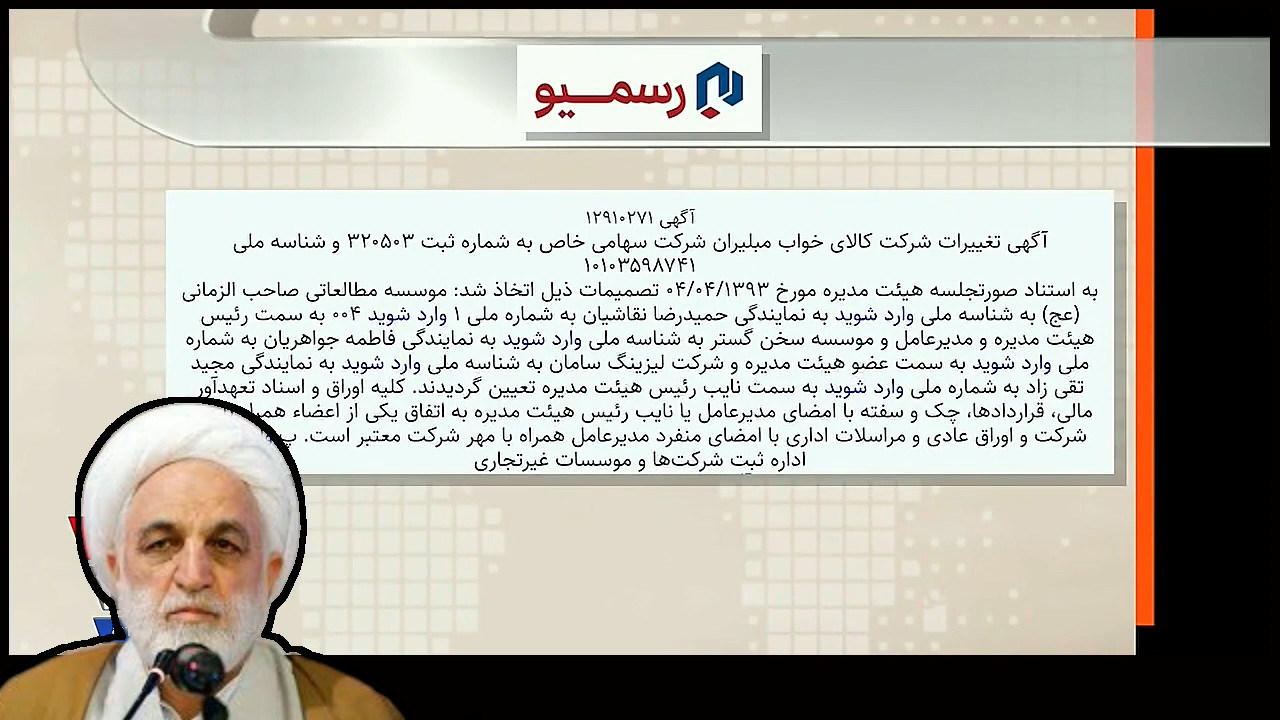 رسمیو
آگهی ۱۲۹۱۰۲۷۱
آگهی تغییرات شرکت کالای خواب مبلیران شرکت سهامی خاص به شماره ثبت ۳۲۰۵۰۳ و شناسه ملی
۱۰۱۰۳۵۹۸۷۴۱
به استناد صورتجلسه هیئت مدیره مورخ ۰۴/۰۴/۱۳۹۳ تصمیمات ذیل اتخاذ شد: موسسه مطالعاتی صاحب الزمانی
(عج) به شناسه ملی وارد شوید به نمایندگی حمیدرضا نقاشیان به شماره ملی ۱ وارد شوید ۰۰۴ به سمت رئیس
هیئت مدیره و مدیرعامل و موسسه سخن گستر به شناسه ملی وارد شوید به نمایندگی فاطمه جواهریان به شماره
ملی وارد شوید به سمت عضو هیئت مدیره و شرکت لیزینگ سامان به شناسه ملی وارد شوید به نمایندگی مجید
تقی زاد به شماره ملی وارد شوید به سمت نایب رئیس هیئت مدیره تعیین گردیدند. کلیه اوراق و اسناد تعهدآور
مالی، قراردادها، چک و سفته با امضای مدیرعامل یا نایب رئیس هیئت مدیره به اتفاق یکی از اعضاء
شرکت و اوراق عادی و مراسلات اداری با امضای منفرد مدیرعامل همراه با مهر شرکت معتبر است.
اداره ثبت شرکت‌ها و موسسات غیرتجاری